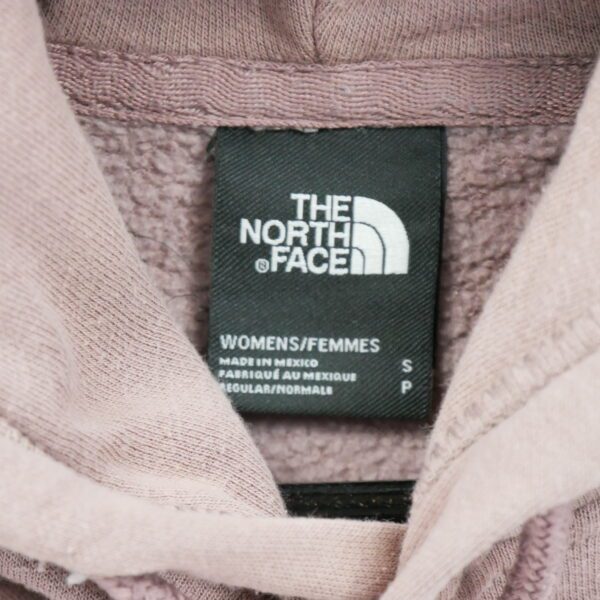 THE
NORTH
®FACE
WOMENS/FEMMES
MADE IN MEXICO S
FABRIQUÉ AU MEXIQUE P
REGULAR/NORMALE